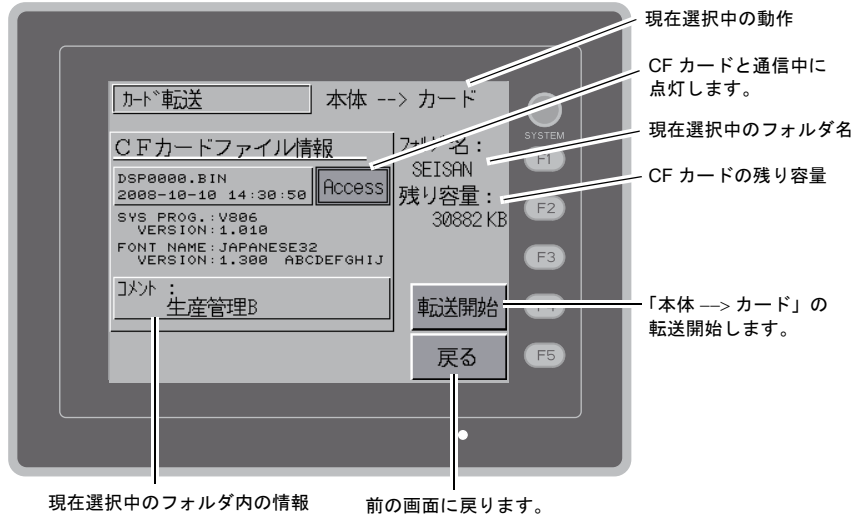 現在選択中の動作
CF カードと通信中に
点灯します。
現在選択中のフォルダ名
CF カードの残り容量
「本体 --> カード」の
転送開始します。
カード転送
本体 --> カード
CFカードファイル情報
DSP0000.BIN
2008-10-10 14:30:50
Access
SYS PROG.:V806
VERSION:1.010
FONT NAME:JAPANESE32
VERSION:1.300 ABCDEFGHIJ
コメント :
生産管理B
フォルダ名 :
SEISAN
残り容量 :
30882 KB
転送開始
戻る
SYSTEM
F1
F2
F3
F4
F5
現在選択中のフォルダ内の情報
前の画面に戻ります。